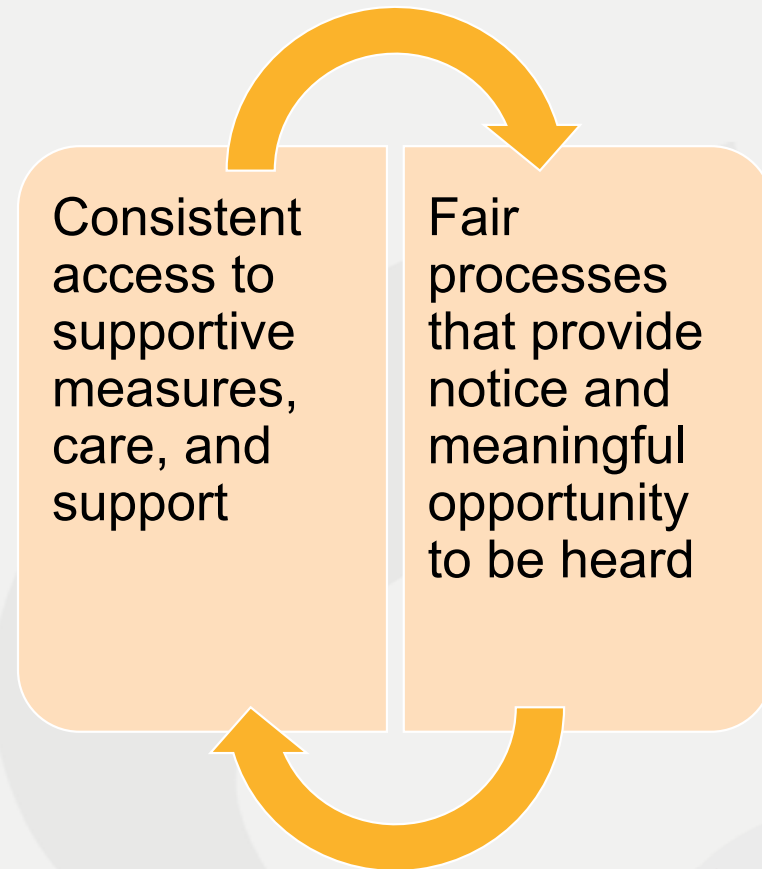 Consistent
access to
supportive
measures,
care, and
support
Fair
processes
that provide
notice and
meaningful
opportunity
to be heard